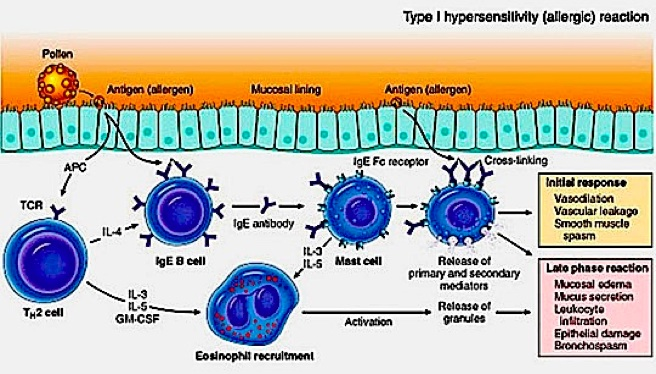 Type I hypersensitivity (allergic) reaction
Pollen
Antigen (allergen)
Mucosal lining
Antigen (allergen)
APC
TCR
IL-4
TH2 cell
IgE B cell
IgE antibody
IgE Fc receptor
Cross-linking
IL-3
IL-5
Mast cell
Release of
primary and secondary
mediators
Initial response
Vasodilation
Vascular leakage
Smooth muscle
spasm
IL-3
IL-5
GM-CSF
Eosinophil recruitment
Activation
Release of
granules
Late phase reaction
Mucosal edema
Mucus secretion
Leukocyte
infiltration
Epithelial damage
Bronchospasm